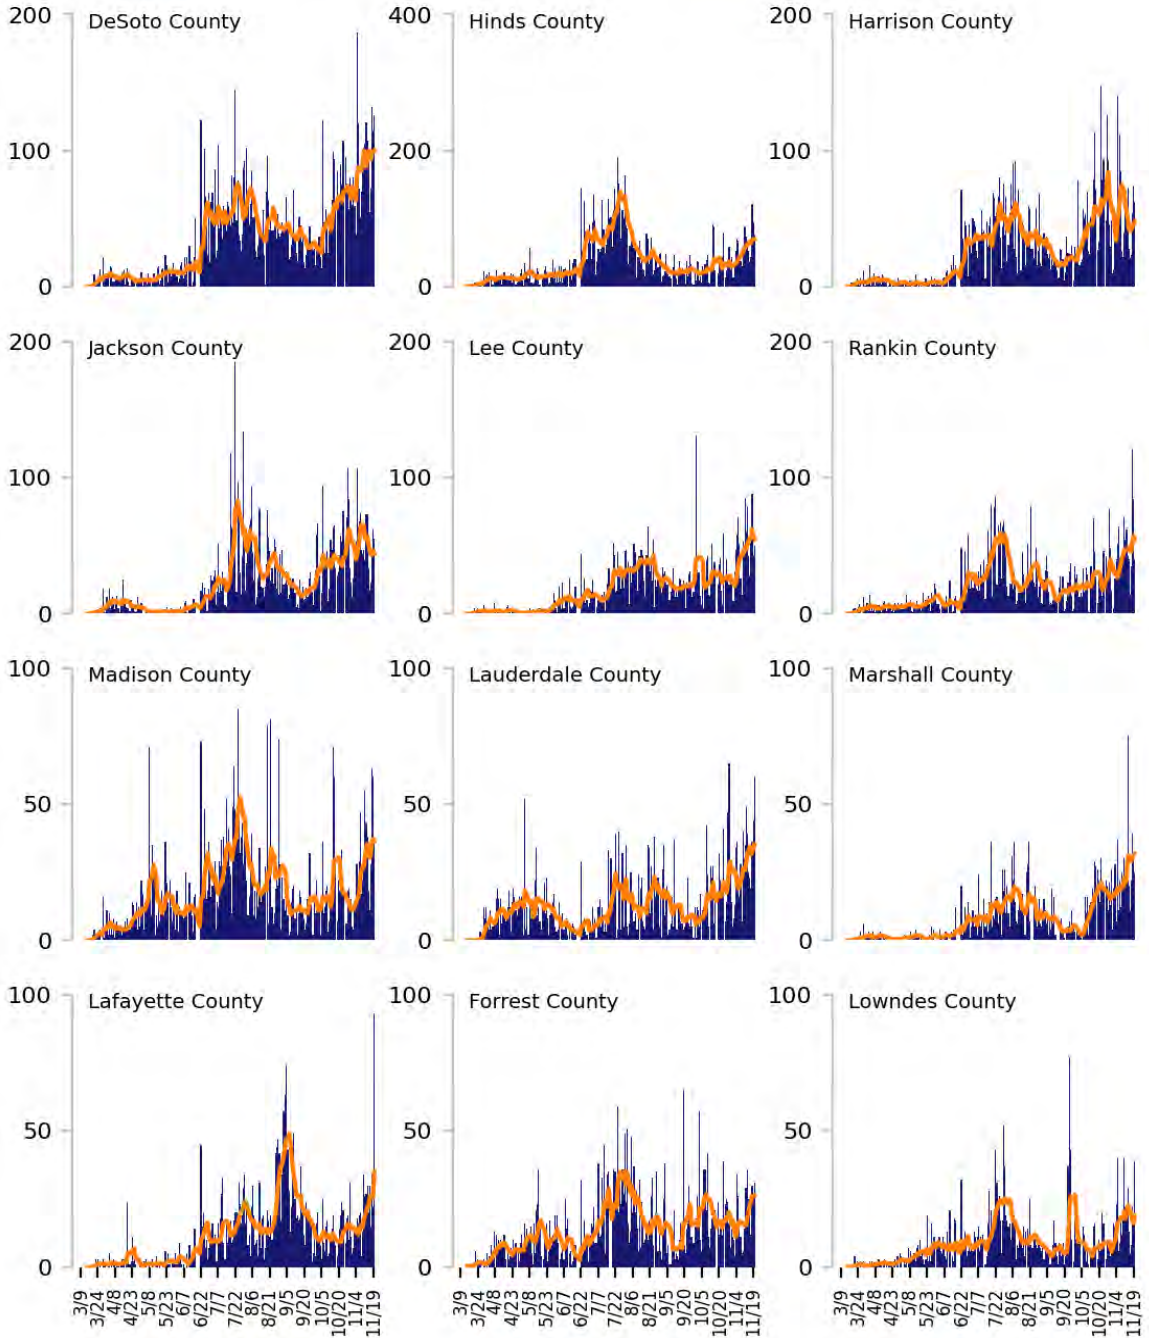 DeSoto County
200
100
0
Hinds County
400
200
0
Harrison County
200
100
0
Jackson County
200
100
0
Lee County
200
100
0
Rankin County
200
100
0
Madison County
100
50
0
Lauderdale County
100
50
0
Marshall County
100
50
0
Lafayette County
100
50
0
Forrest County
100
50
0
Lowndes County
100
50
0
3/9 3/24 4/8 4/23 5/8 5/23 6/7 6/22 7/7 7/22 8/6 8/21 9/5 9/20 10/5 10/20 11/4 11/19
3/9 3/24 4/8 4/23 5/8 5/23 6/7 6/22 7/7 7/22 8/6 8/21 9/5 9/20 10/5 10/20 11/4 11/19
3/9 3/24 4/8 4/23 5/8 5/23 6/7 6/22 7/7 7/22 8/6 8/21 9/5 9/20 10/5 10/20 11/4 11/19